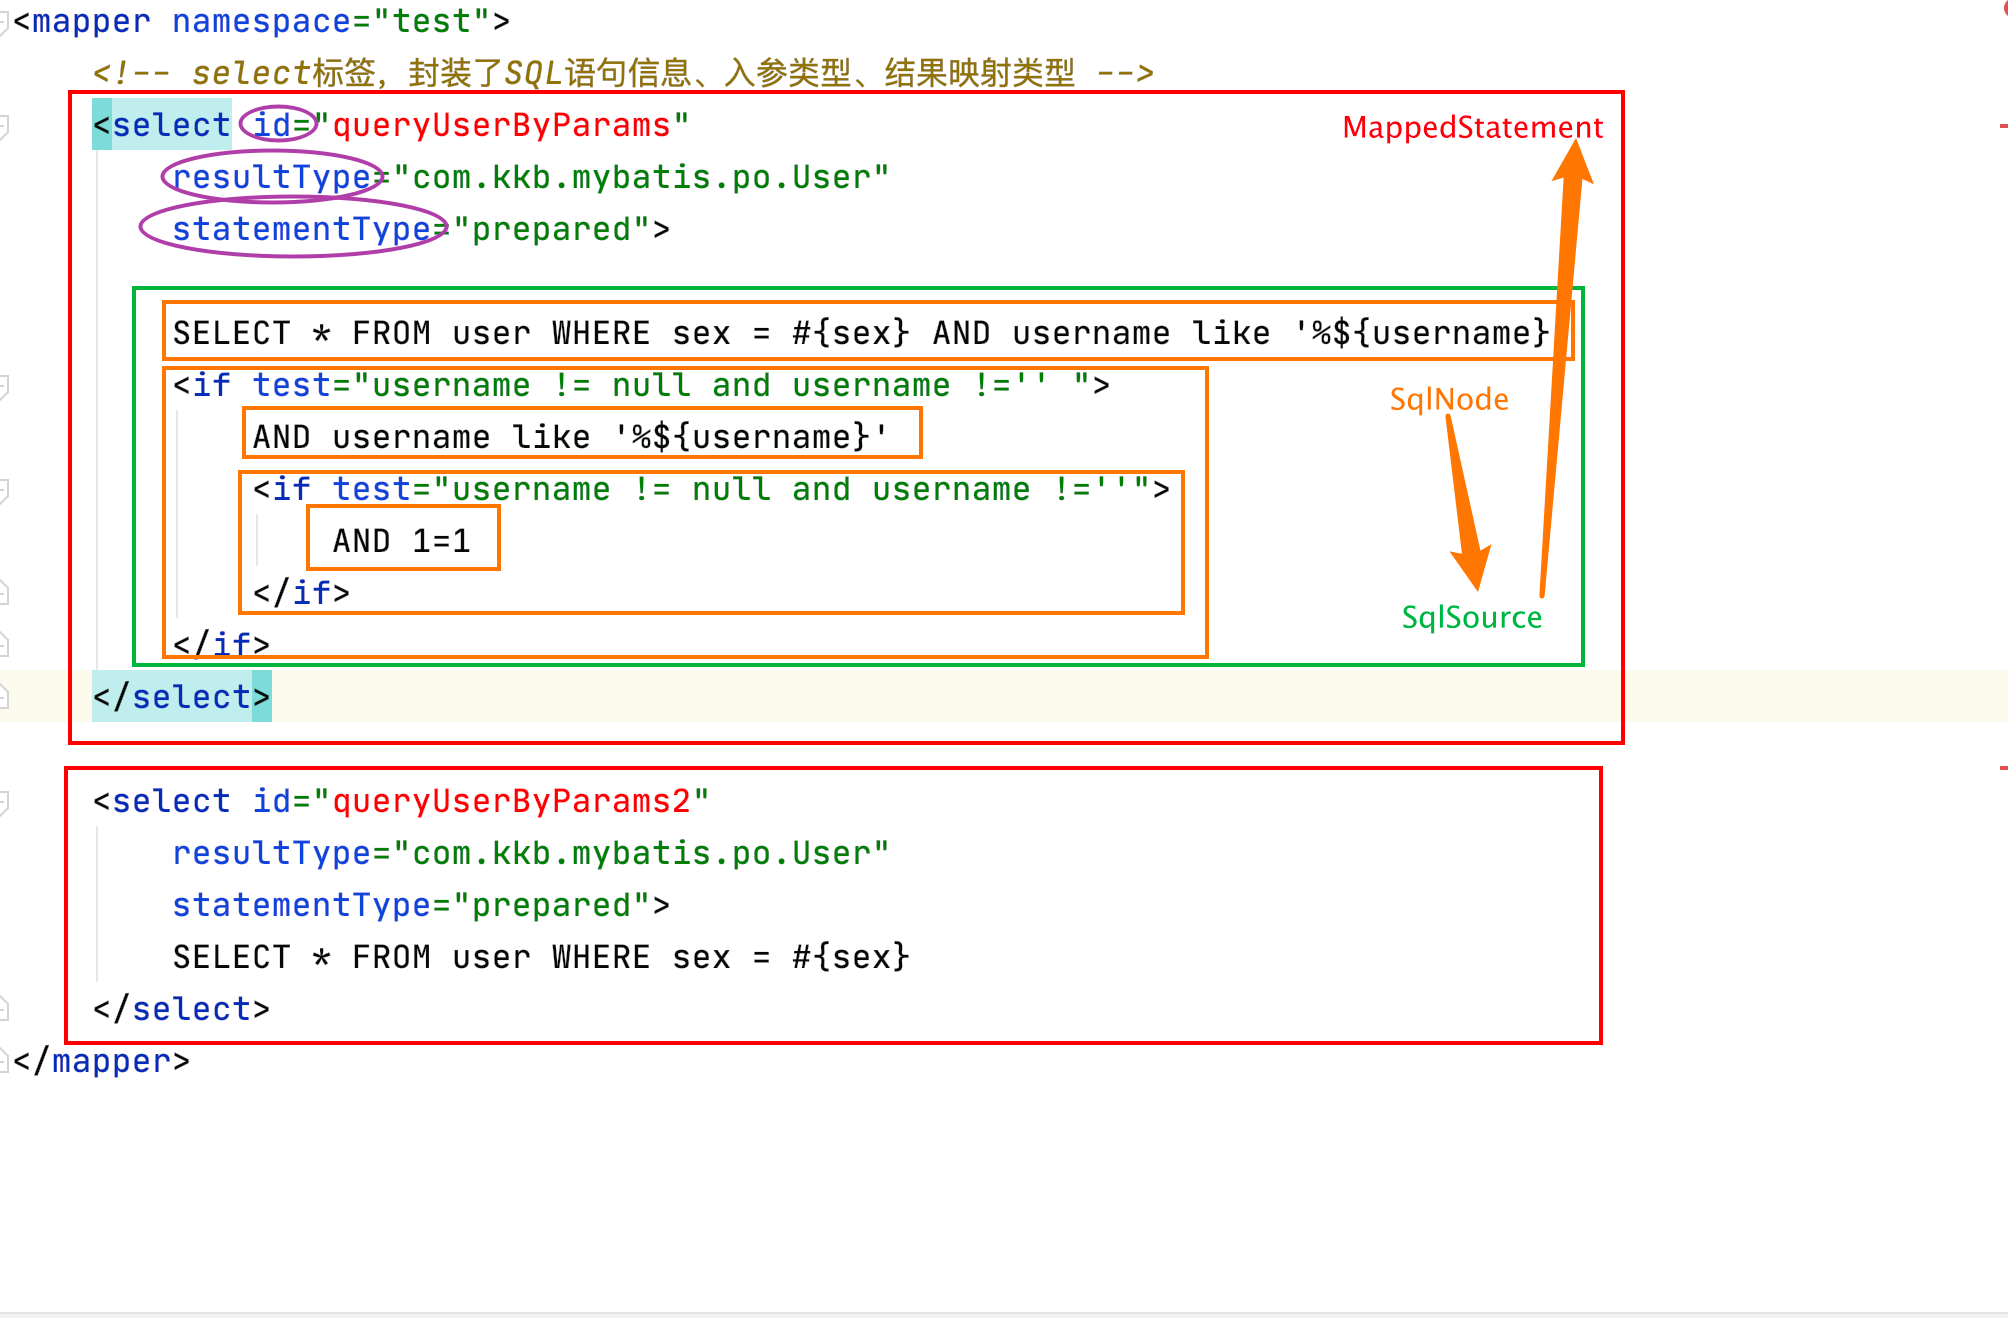 <mapper namespace="test">
<!-- select标签，封装了SQL语句信息、入参类型、结果映射类型 -->
<select id="queryUserByParams"
MappedStatement
resultType="com.kkb.mybatis.po.User"
statementType="prepared">
SELECT * FROM user WHERE sex = #{sex} AND username like '%${username}
<if test="username != null and username !='' ">
SqlNode
AND username like '%${username}'
<if test="username != null and username !=''">
AND 1=1
</if>
SqlSource
</if>
</select>
<select id="queryUserByParams2"
resultType="com.kkb.mybatis.po.User"
statementType="prepared">
SELECT * FROM user WHERE sex = #{sex}
</select>
</mapper>